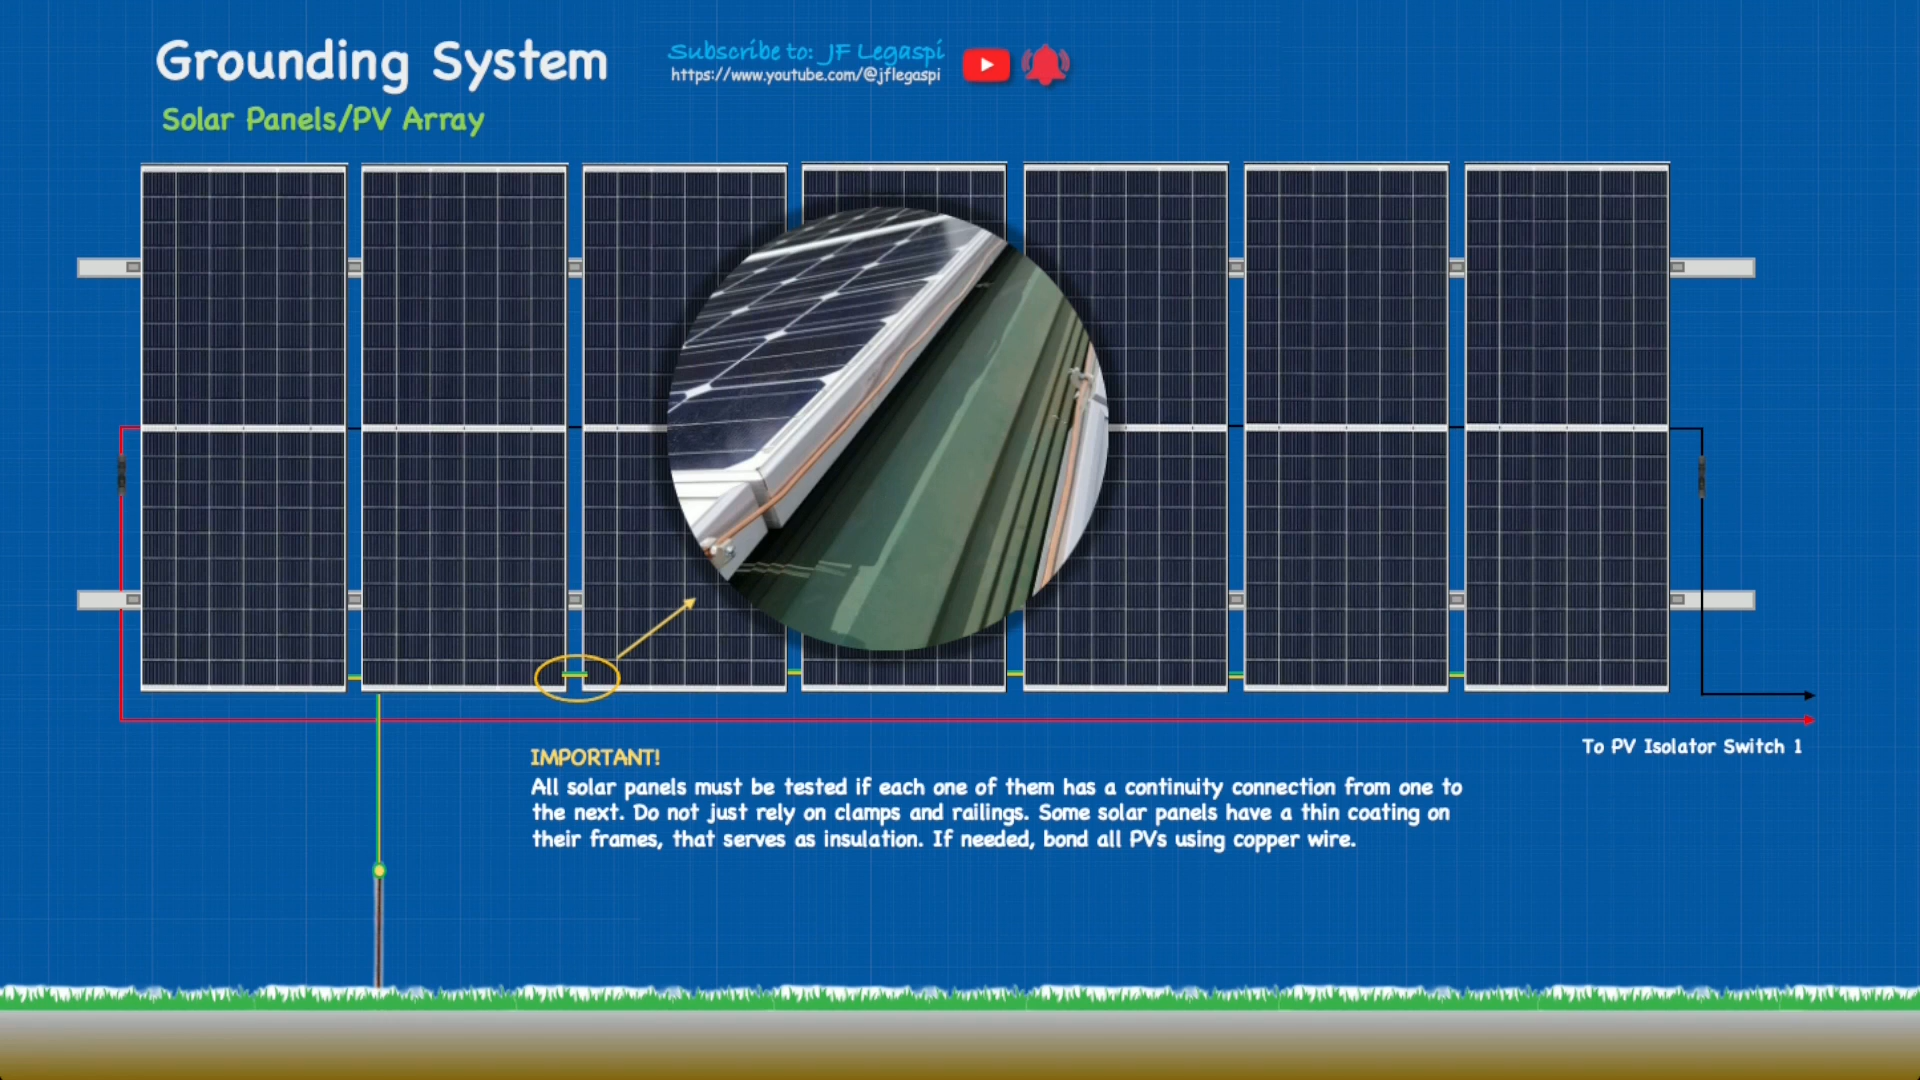 Grounding System
Subscribe to: JF Legaspi
https://www.youtube.com/@jflegaspi
Solar Panels/PV Array
To PV Isolator Switch 1
IMPORTANT!
All solar panels must be tested if each one of them has a continuity connection from one to
the next. Do not just rely on clamps and railings. Some solar panels have a thin coating on
their frames, that serves as insulation. If needed, bond all PVs using copper wire.